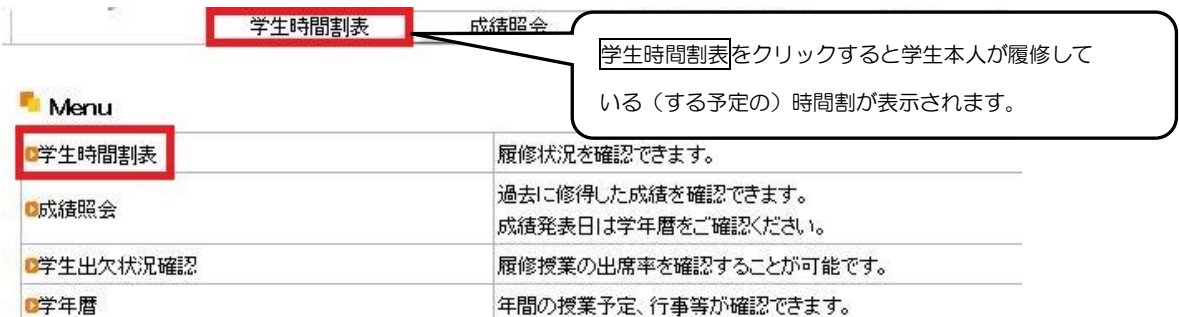 学生時間割表 成績照会
学生時間割表をクリックすると学生本人が履修して
いる（する予定の）時間割が表示されます。
Menu
学生時間割表 履修状況を確認できます。
成績照会 過去に修得した成績を確認できます。
成績発表日は学年暦をご確認ください。
学生出欠状況確認 履修授業の出席率を確認することが可能です。
学年暦 年間の授業予定、行事等が確認できます。